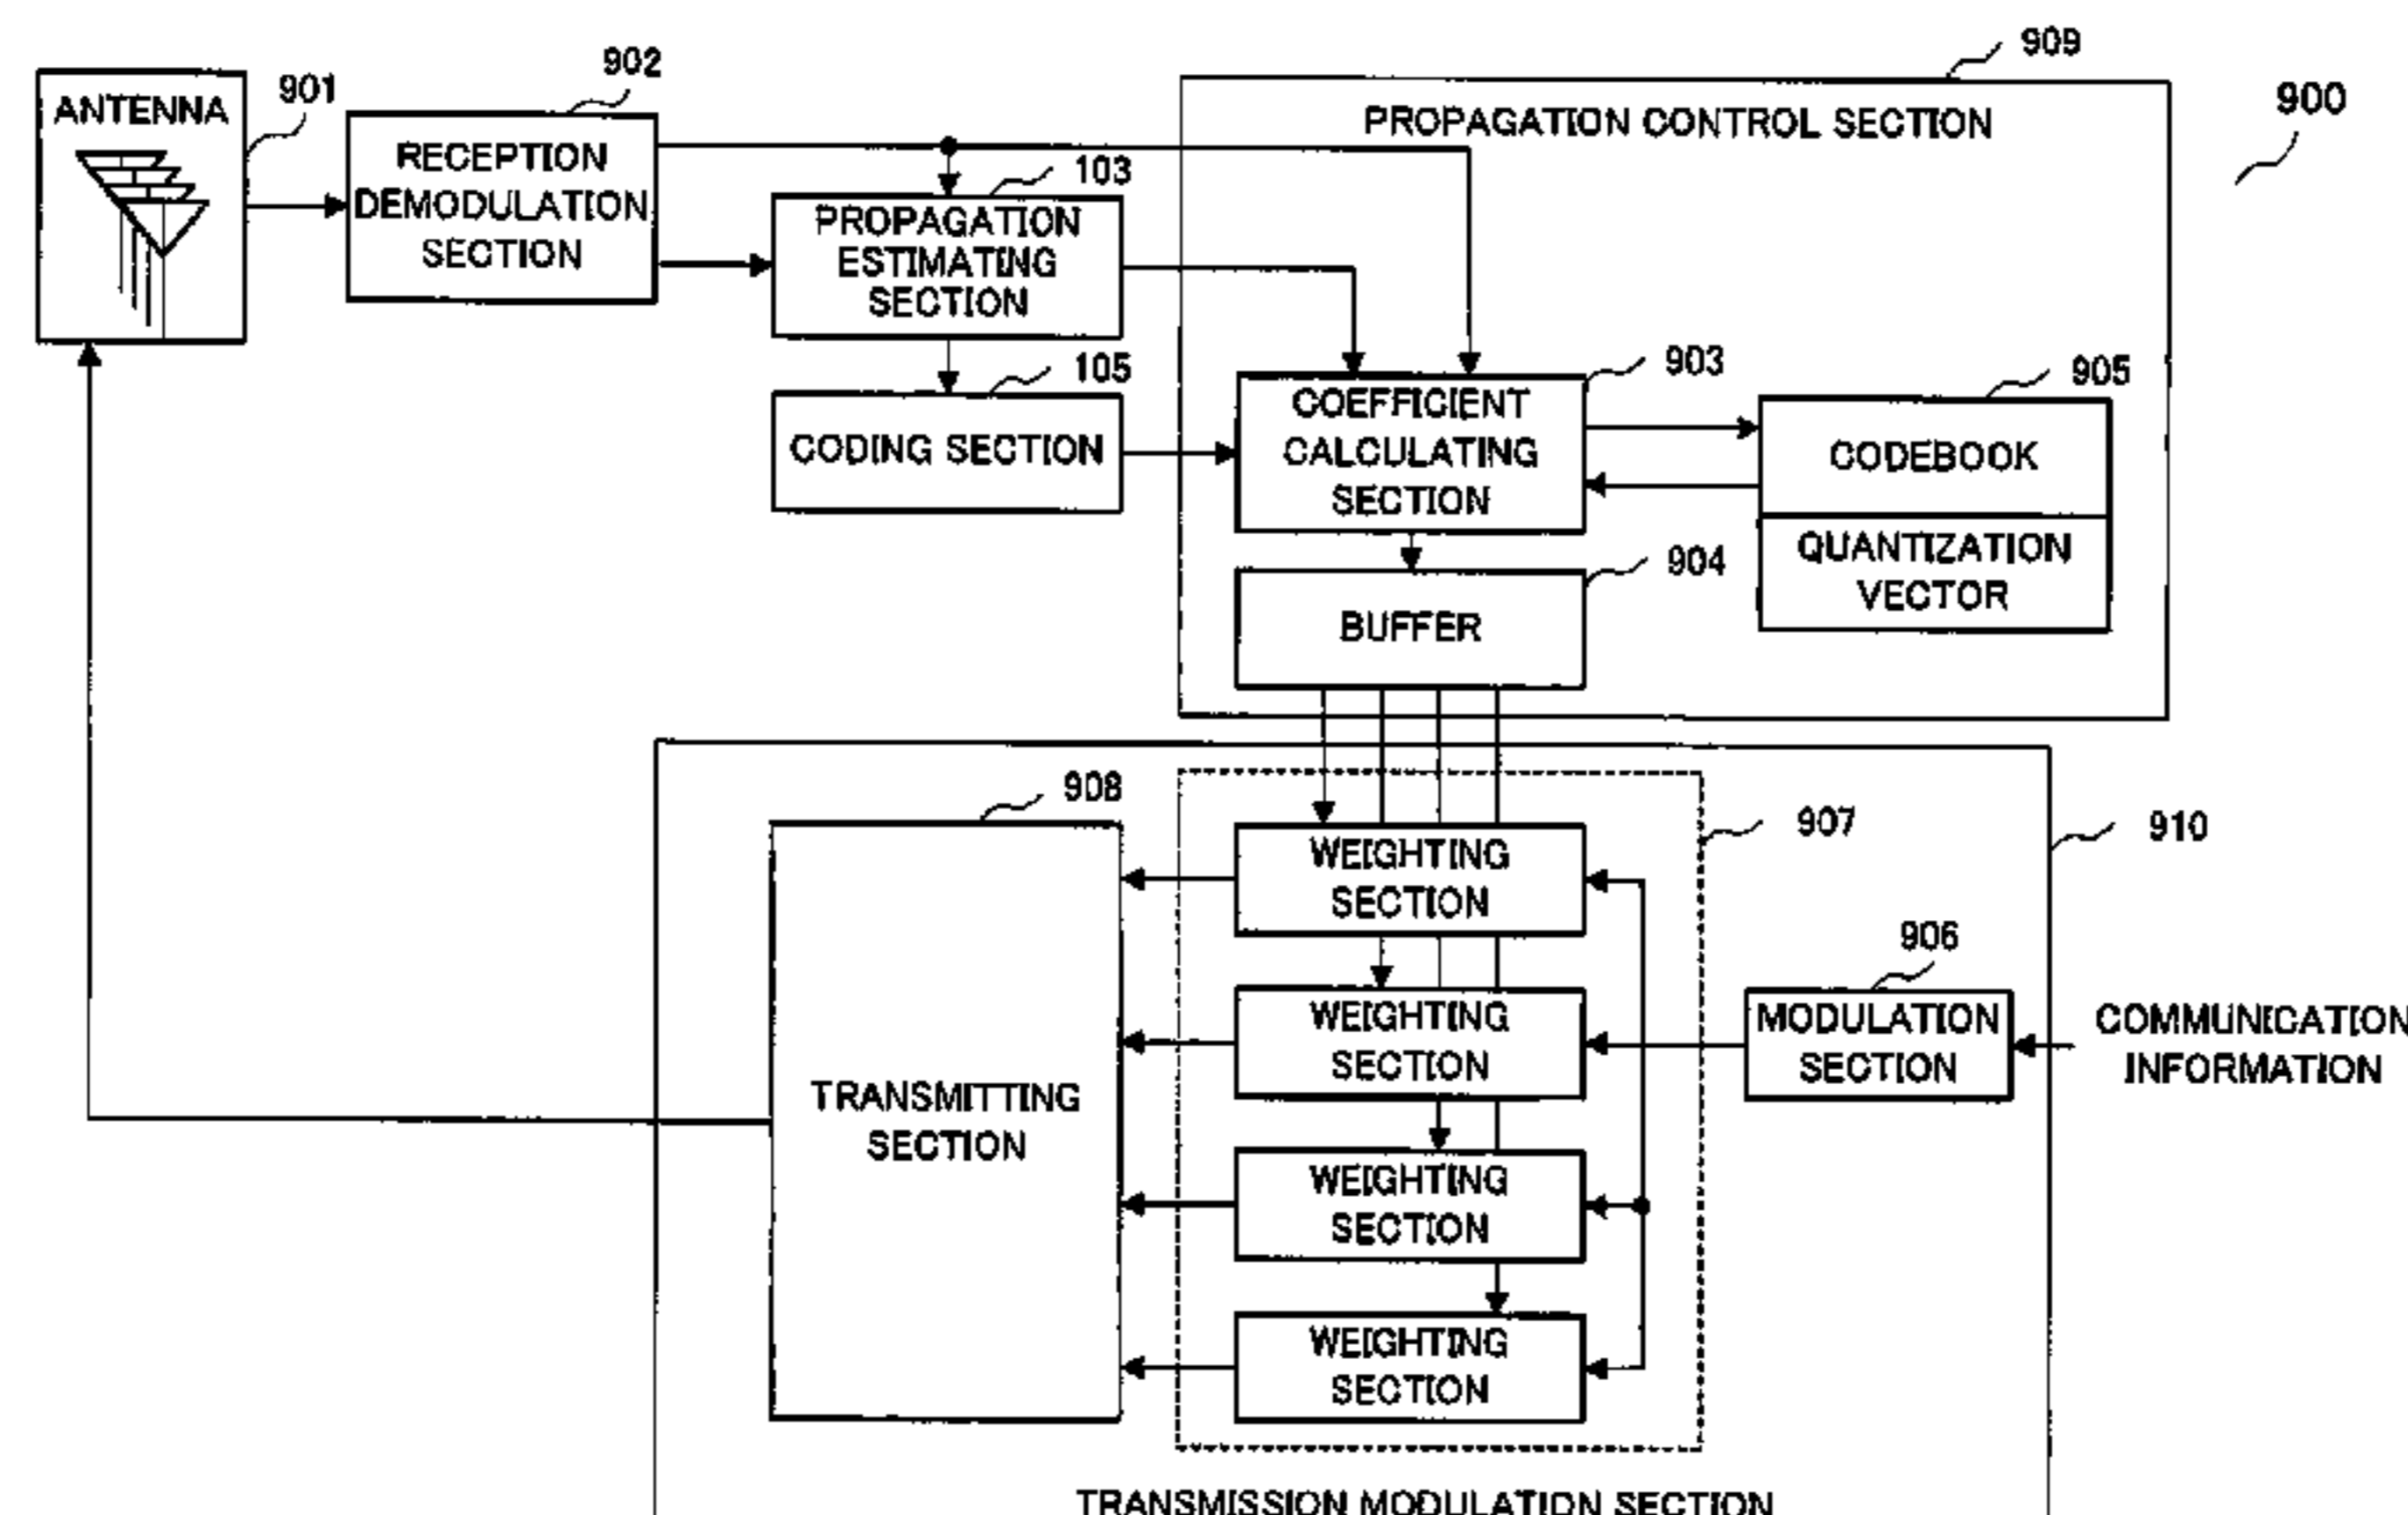 909
902
901
900
ANTENNA
PROPAGATION CONTROL SECTION
RECEPTION
DEMODULATION
SECTION
103
PROPAGATION
ESTIMATING
SECTION
105
903
905
CODING SECTION
COEFFICIENT
CALCULATING
SECTION
CODEBOOK
QUANTIZATION
VECTOR
904
BUFFER
908
907
910
WEIGHTING
SECTION
906
WEIGHTING
SECTION
MODULATION
SECTION
COMMUNICATION
INFORMATION
TRANSMITTING
SECTION
WEIGHTING
SECTION
WEIGHTING
SECTION
TRANSMISSION MODULATION SECTION